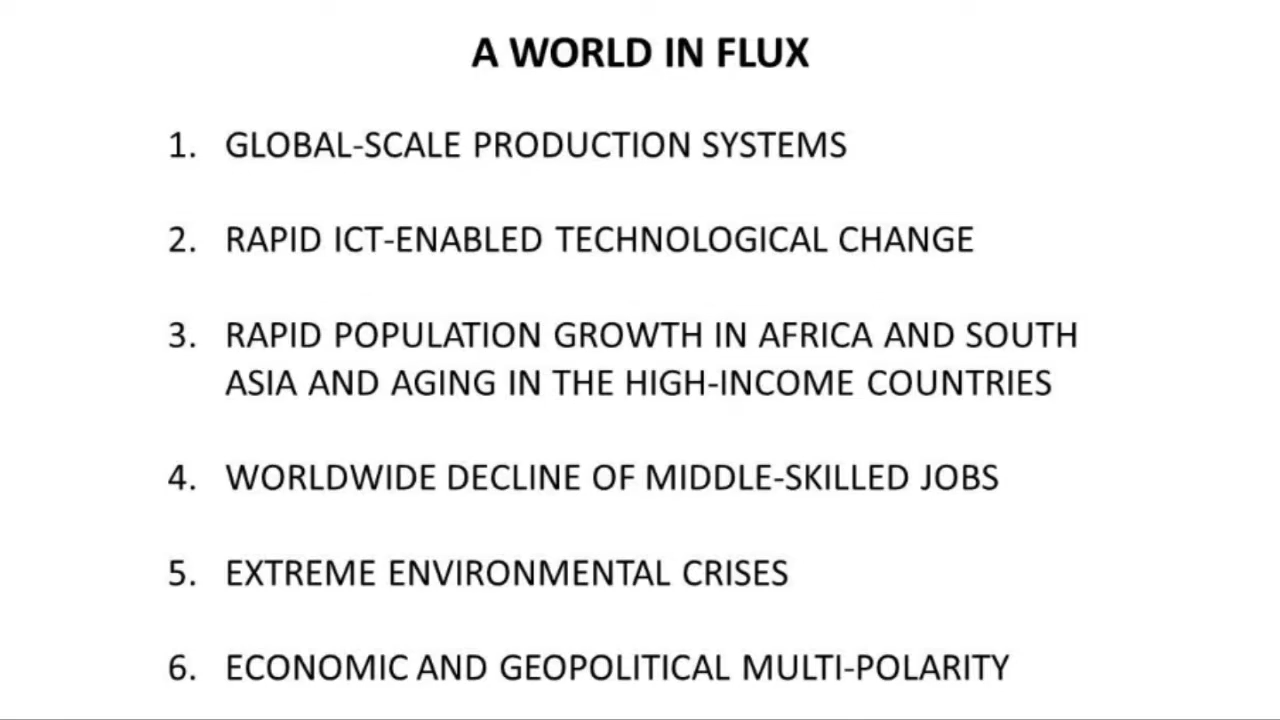 A WORLD IN FLUX
1. GLOBAL-SCALE PRODUCTION SYSTEMS
2. RAPID ICT-ENABLED TECHNOLOGICAL CHANGE
3. RAPID POPULATION GROWTH IN AFRICA AND SOUTH
ASIA AND AGING IN THE HIGH-INCOME COUNTRIES
4. WORLDWIDE DECLINE OF MIDDLE-SKILLED JOBS
5. EXTREME ENVIRONMENTAL CRISES
6. ECONOMIC AND GEOPOLITICAL MULTI-POLARITY